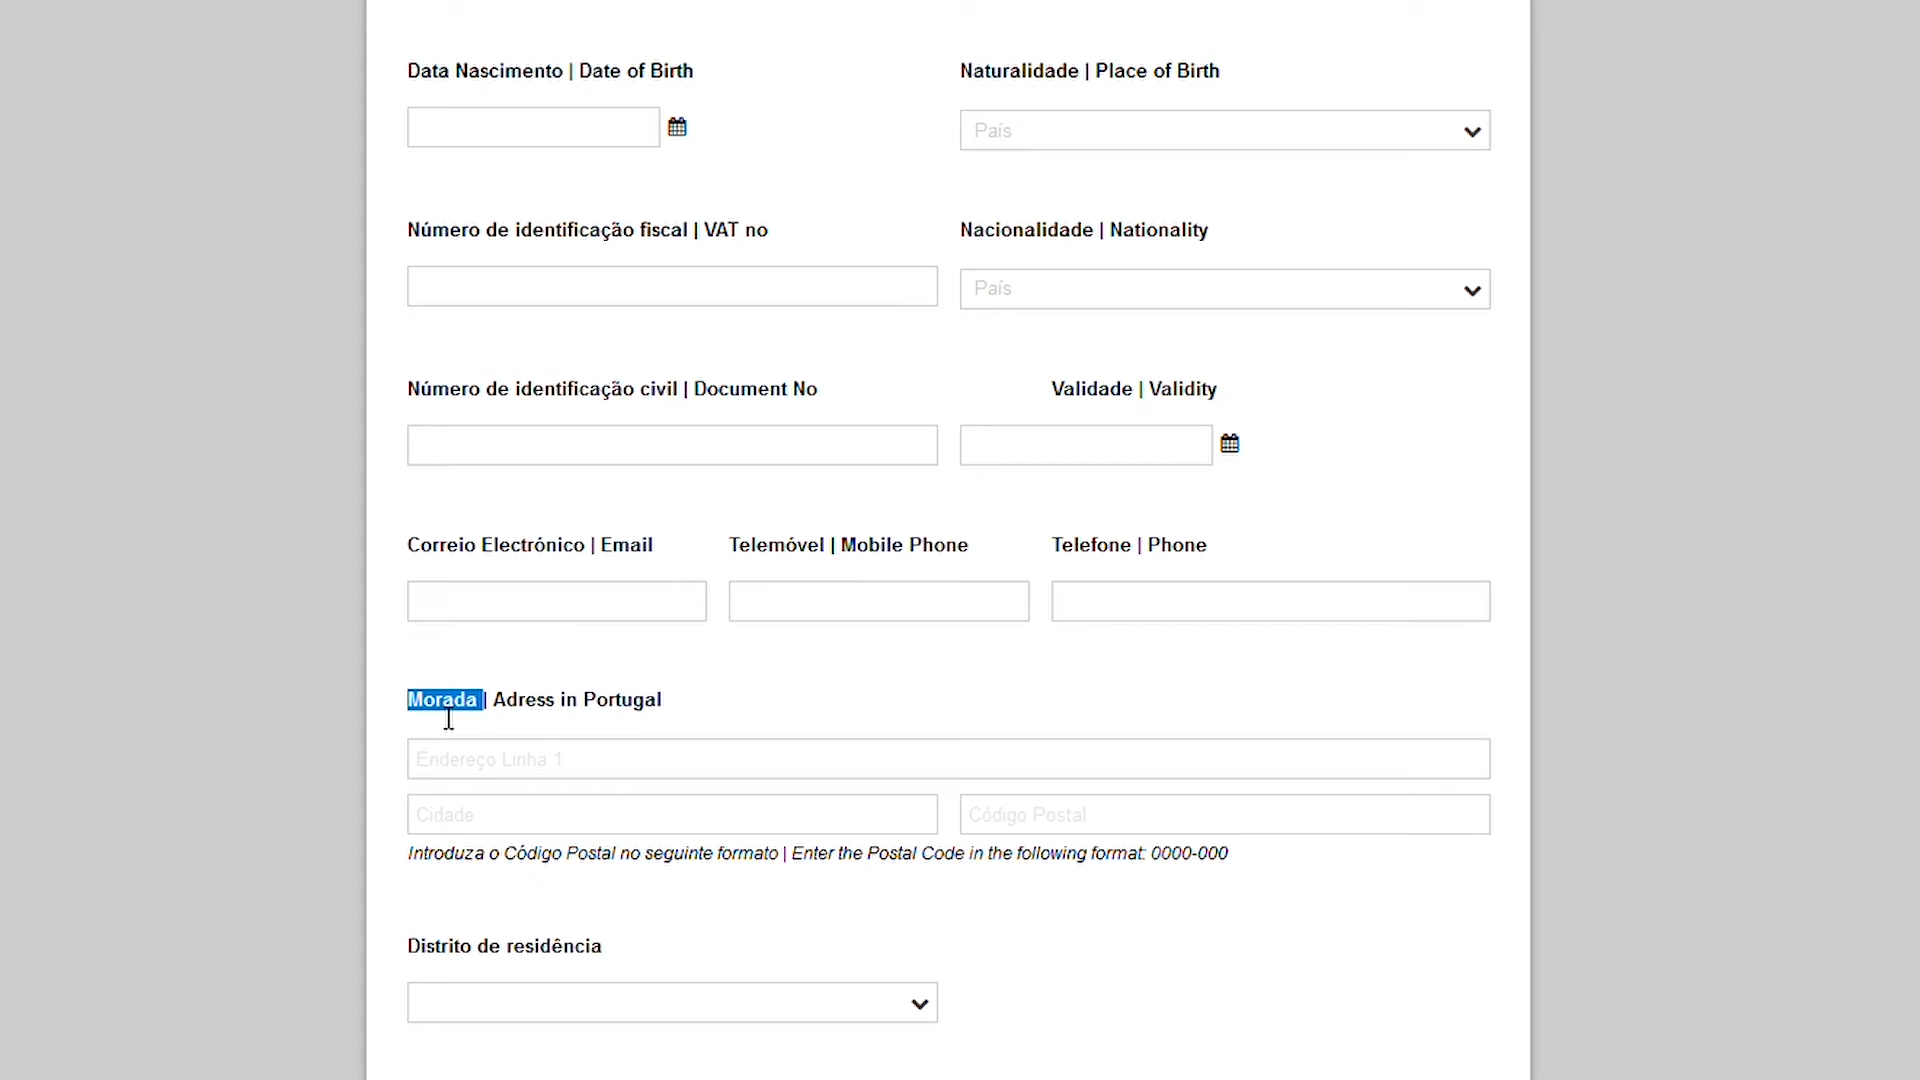 Data Nascimento | Date of Birth
Naturalidade | Place of Birth
País
Número de identificação fiscal | VAT no
Nacionalidade | Nationality
País
Número de identificação civil | Document No
Validade | Validity
Correio Electrónico | Email
Telemóvel | Mobile Phone
Telefone | Phone
Morada | Adress in Portugal
Endereço Linha 1
Cidade
Código Postal
Introduza o Código Postal no seguinte formato | Enter the Postal Code in the following format: 0000-000
Distrito de residência